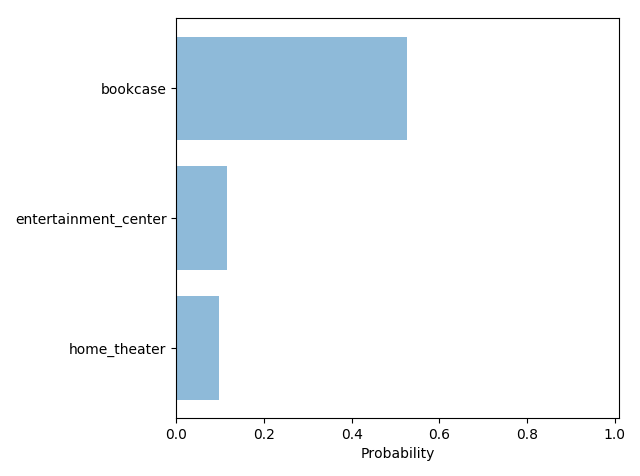 bookcase
entertainment_center
home_theater
0.0 0.2 0.4 0.6 0.8 1.0
Probability